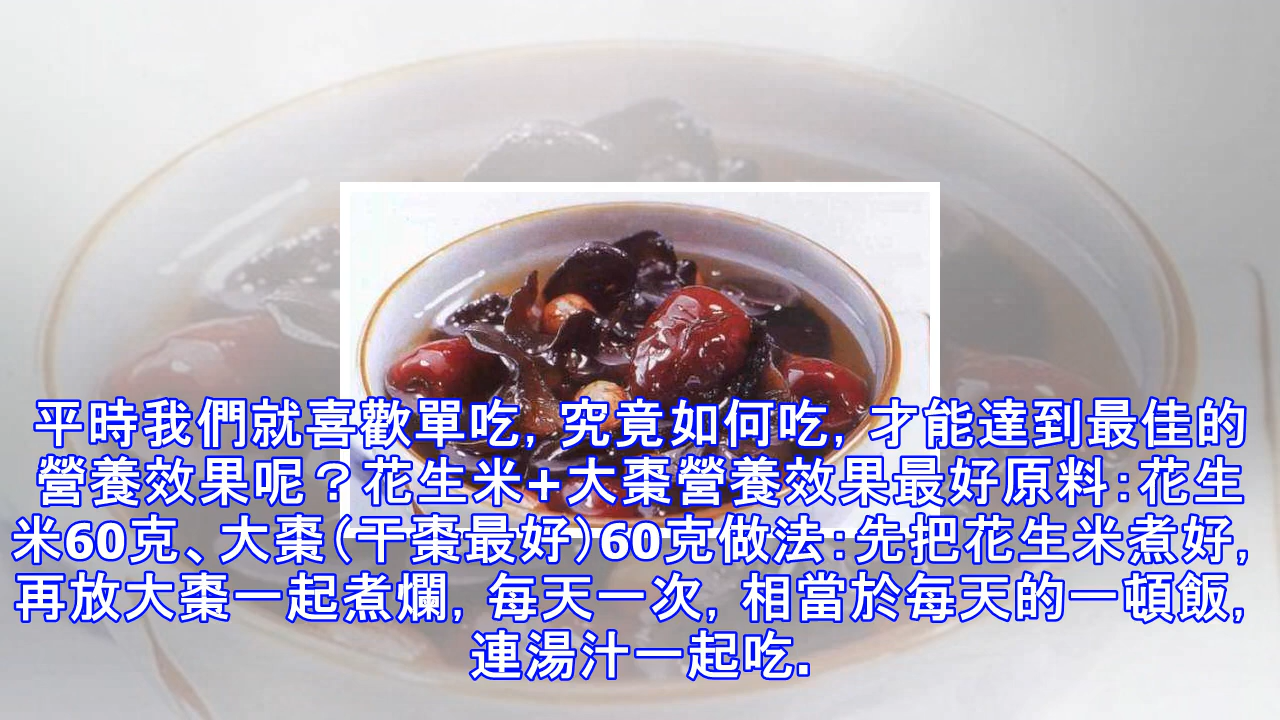 平時我們就喜歡單吃,究竟如何吃,才能達到最佳的
營養效果呢？花生米+大棗營養效果最好原料:花生
米60克、大棗(干棗最好)60克做法:先把花生米煮好,
再放大棗一起煮爛,每天一次,相當於每天的一頓飯,
連湯汁一起吃.